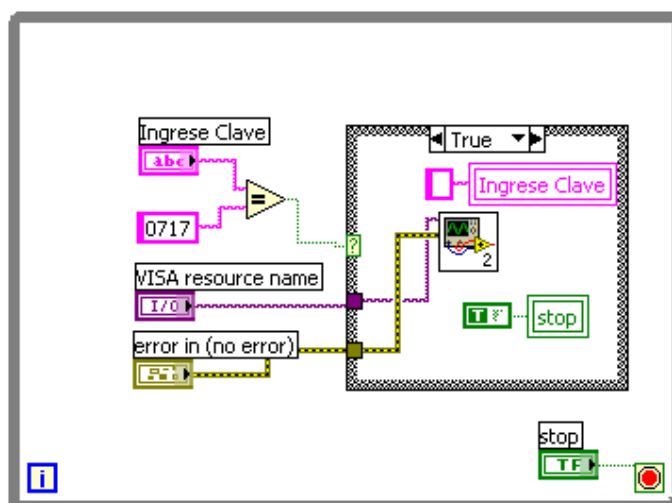 Ingrese Clave
abc
True
Ingrese Clave
0717
=
?
2
VISA resource name
I/O
T
stop
error in (no error)
stop
TF
i